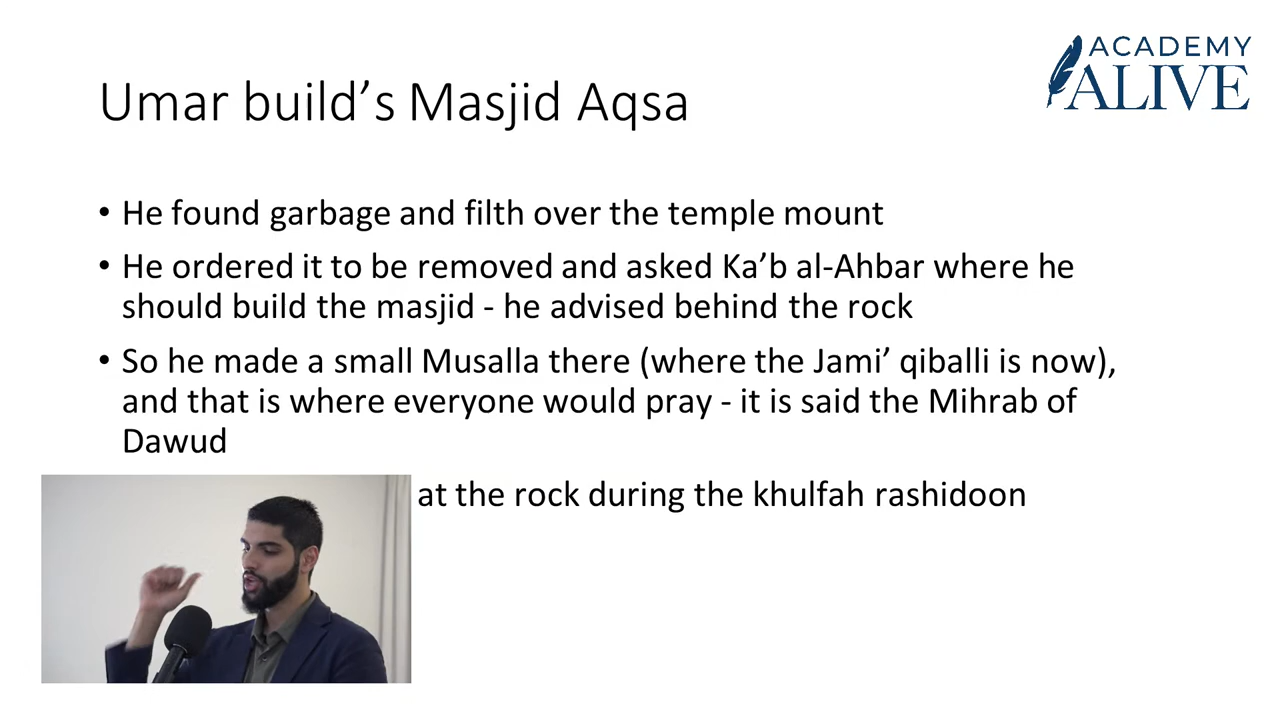 ACADEMY
ALIVE
Umar build’s Masjid Aqsa
• He found garbage and filth over the temple mount
• He ordered it to be removed and asked Ka’b al-Ahbar where he
should build the masjid - he advised behind the rock
• So he made a small Musalla there (where the Jami’ qiballi is now),
and that is where everyone would pray - it is said the Mihrab of
Dawud
at the rock during the khulfah rashidoon